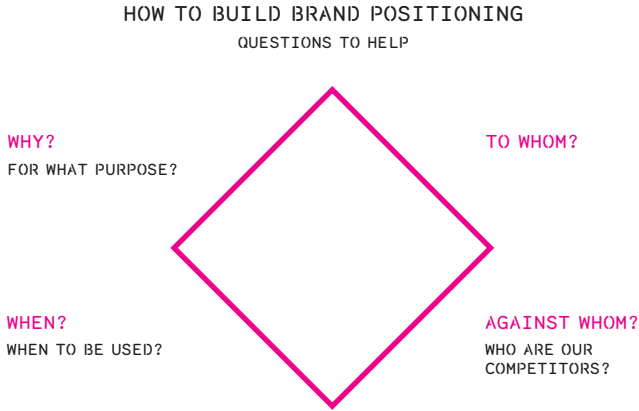 HOW TO BUILD BRAND POSITIONING
QUESTIONS TO HELP
WHY?
FOR WHAT PURPOSE?
TO WHOM?
WHEN?
WHEN TO BE USED?
AGAINST WHOM?
WHO ARE OUR
COMPETITORS?